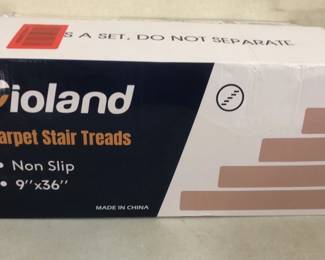 S A SET. DO NOT SEPARATE
ioland
arpet Stair Treads
• Non Slip
• 9"x36"
MADE IN CHINA